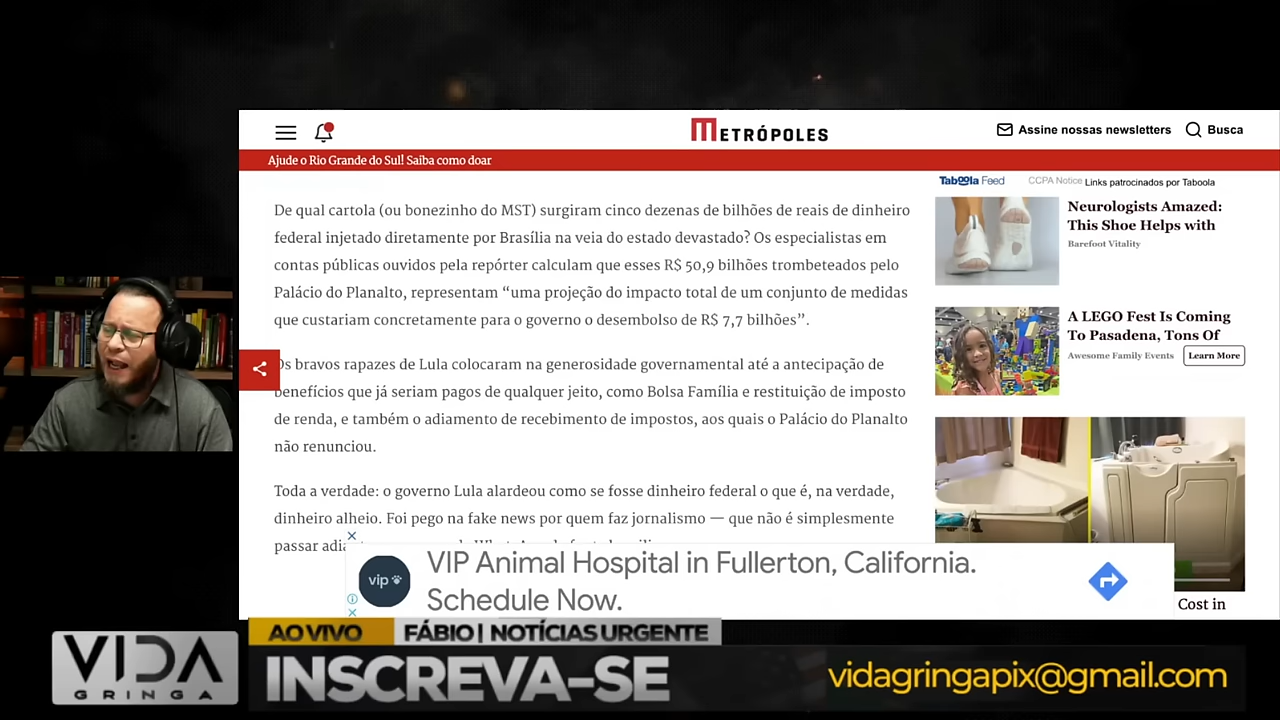 METRÓPOLES
Assine nossas newsletters
Busca
Ajude o Rio Grande do Sul! Saiba como doar
De qual cartola (ou bonezinho do MST) surgiram cinco dezenas de bilhões de reais de dinheiro
federal injetado diretamente por Brasília na veia do estado devastado? Os especialistas em
contas públicas ouvidos pela repórter calculam que esses R$ 50,9 bilhões trombeteados pelo
Palácio do Planalto, representam “uma projeção do impacto total de um conjunto de medidas
que custariam concretamente para o governo o desembolso de R$ 7,7 bilhões”.
Os bravos rapazes de Lula colocaram na generosidade governamental até a antecipação de
benefícios que já seriam pagos de qualquer jeito, como Bolsa Família e restituição de imposto
de renda, e também o adiamento de recebimento de impostos, aos quais o Palácio do Planalto
não renunciou.
Toda a verdade: o governo Lula alardeou como se fosse dinheiro federal o que é, na verdade,
dinheiro alheio. Foi pego na fake news por quem faz jornalismo — que não é simplesmente
passar
Taboola Feed
CCPA Notice
Links patrocinados por Taboola
Neurologists Amazed:
This Shoe Helps with
Barefoot Vitality
A LEGO Fest Is Coming
To Pasadena, Tons Of
Awesome Family Events
Learn More
Cost in
vip
VIP Animal Hospital in Fullerton, California.
Schedule Now.
VIDA
GRINGA
AO VIVO
FÁBIO | NOTÍCIAS URGENTE
INSCREVA-SE
vidagringapix@gmail.com